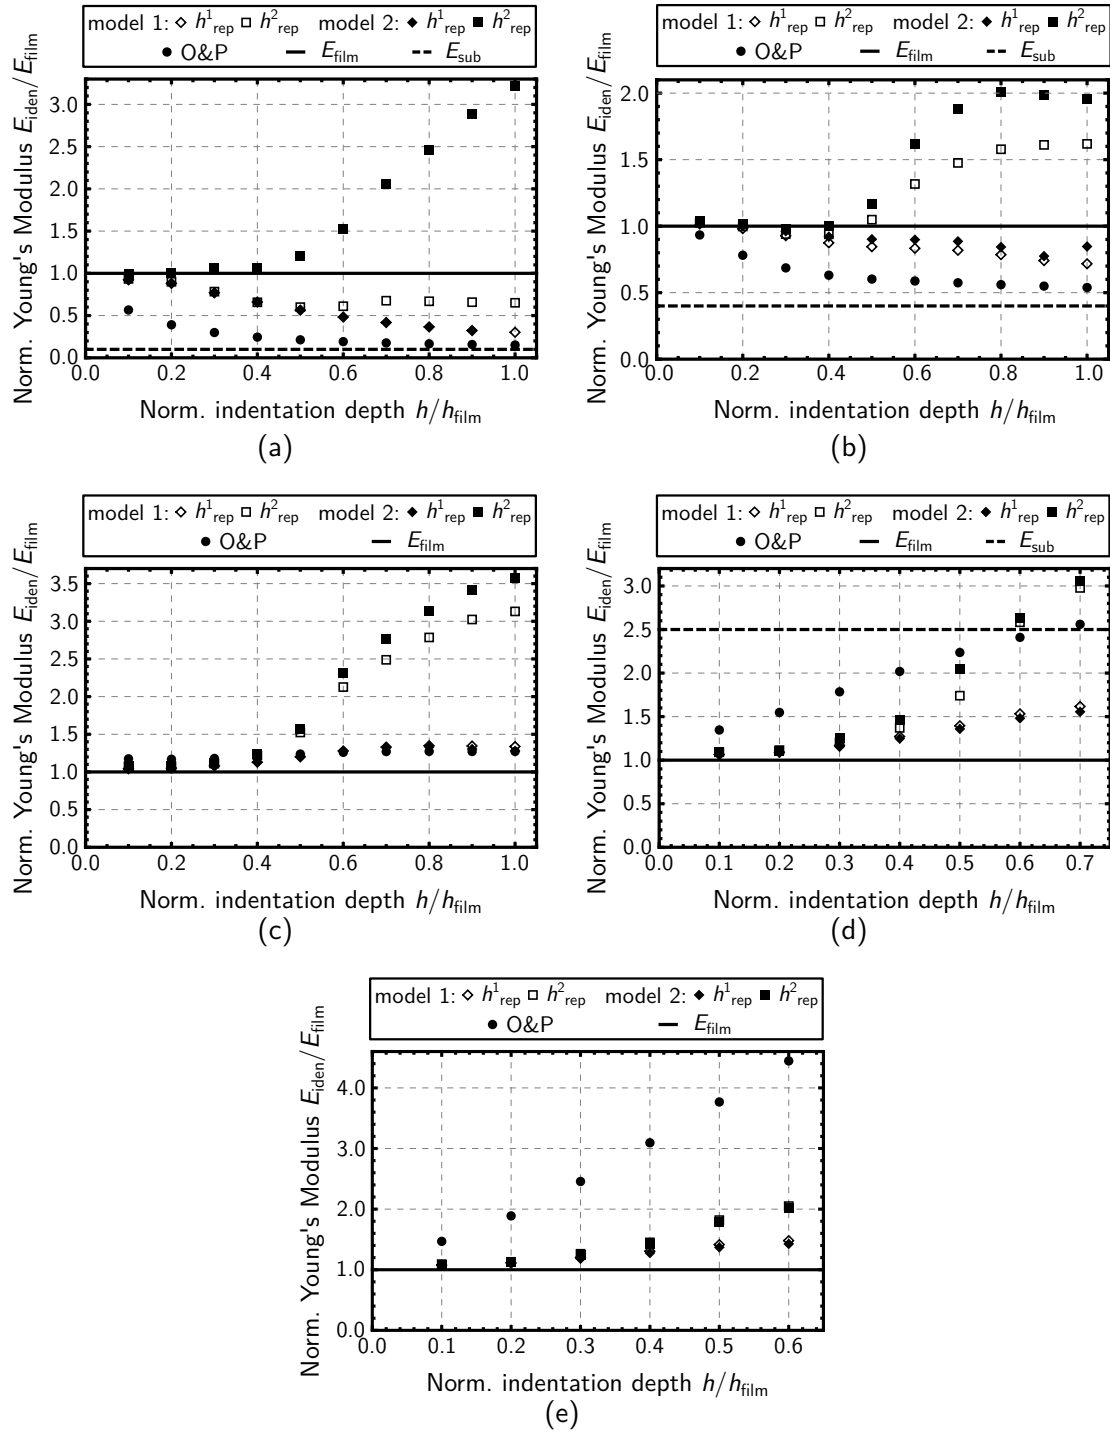 model 1: ◇ h¹rep □ h²rep model 2: ◆ h¹rep ■ h²rep
● O&P — Efilm --- Esub
Norm. Young's Modulus Eiden/Efilm
3.0
2.5
2.0
1.5
1.0
0.5
0.0
0.0 0.2 0.4 0.6 0.8 1.0
Norm. indentation depth h/hfilm
(a)
model 1: ◇ h¹rep □ h²rep model 2: ◆ h¹rep ■ h²rep
● O&P — Efilm --- Esub
Norm. Young's Modulus Eiden/Efilm
2.0
1.5
1.0
0.5
0.0
0.0 0.2 0.4 0.6 0.8 1.0
Norm. indentation depth h/hfilm
(b)
model 1: ◇ h¹rep □ h²rep model 2: ◆ h¹rep ■ h²rep
● O&P — Efilm
Norm. Young's Modulus Eiden/Efilm
3.5
3.0
2.5
2.0
1.5
1.0
0.5
0.0
0.0 0.2 0.4 0.6 0.8 1.0
Norm. indentation depth h/hfilm
(c)
model 1: ◇ h¹rep □ h²rep model 2: ◆ h¹rep ■ h²rep
● O&P — Efilm --- Esub
Norm. Young's Modulus Eiden/Efilm
3.0
2.5
2.0
1.5
1.0
0.5
0.0
0.0 0.1 0.2 0.3 0.4 0.5 0.6 0.7
Norm. indentation depth h/hfilm
(d)
model 1: ◇ h¹rep □ h²rep model 2: ◆ h¹rep ■ h²rep
● O&P — Efilm
Norm. Young's Modulus Eiden/Efilm
4.0
3.0
2.0
1.0
0.0
0.0 0.1 0.2 0.3 0.4 0.5 0.6
Norm. indentation depth h/hfilm
(e)